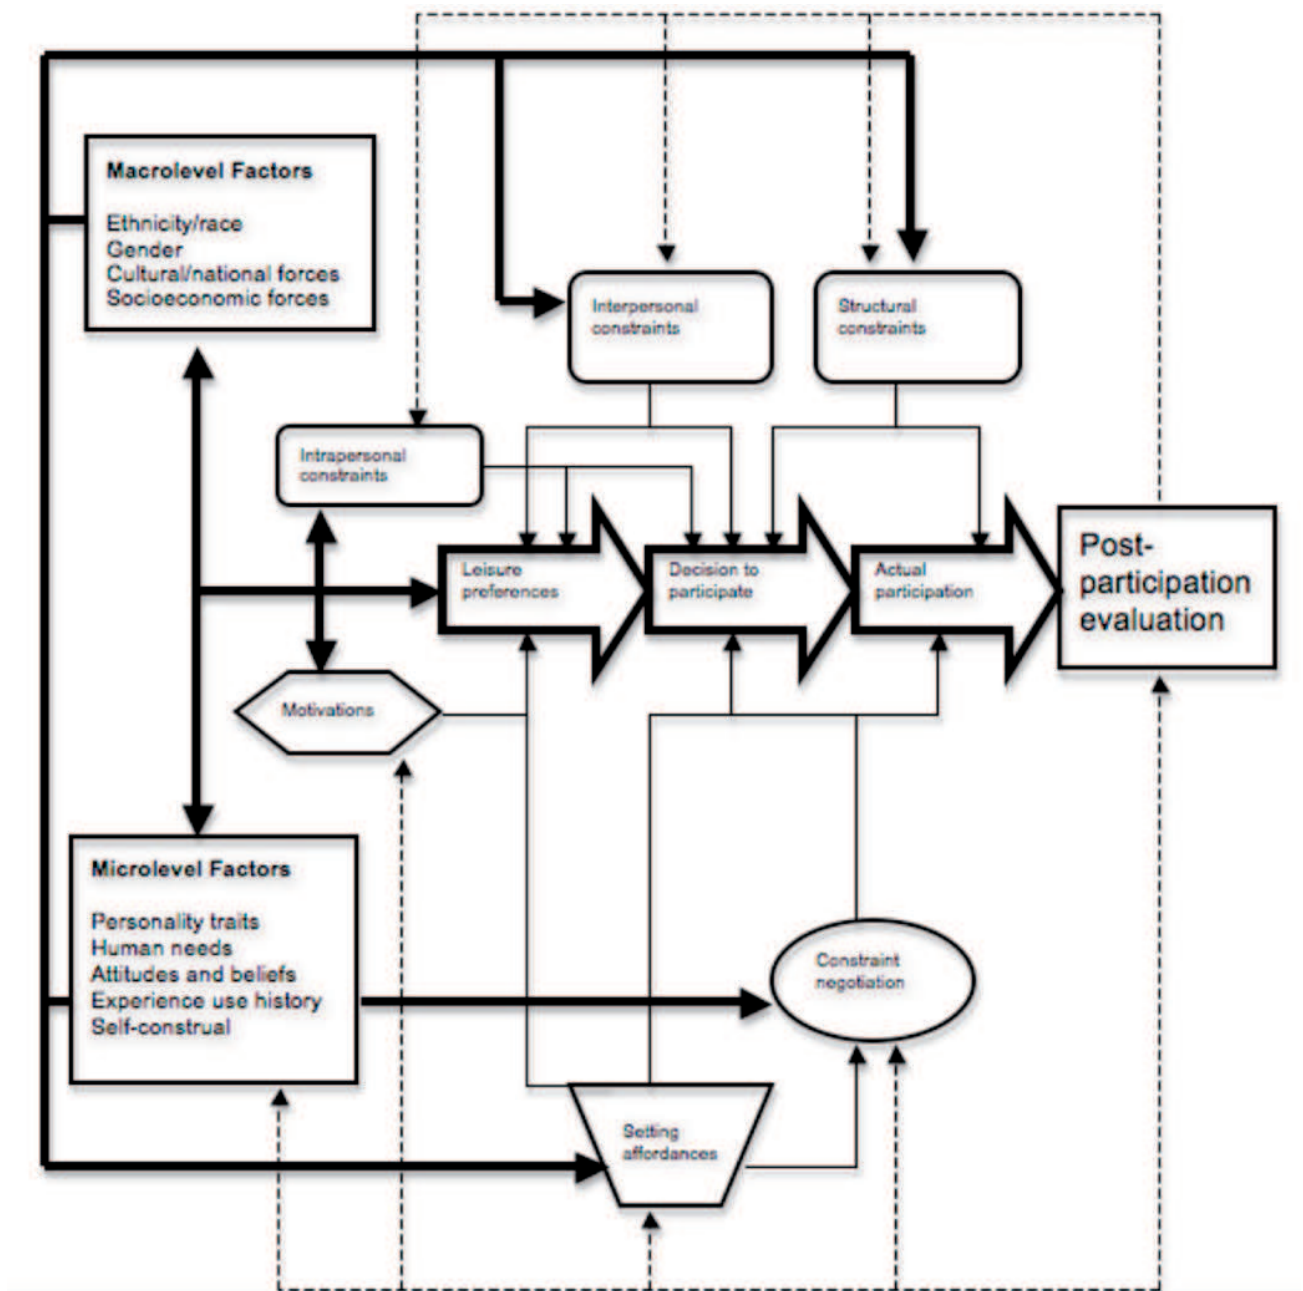 Macrolevel Factors
Ethnicity/race
Gender
Cultural/national forces
Socioeconomic forces
Interpersonal
constraints
Structural
constraints
Intrapersonal
constraints
Leisure
preferences
Decision to
participate
Actual
participation
Post-
participation
evaluation
Motivations
Microlevel Factors
Personality traits
Human needs
Attitudes and beliefs
Experience use history
Self-construal
Constraint
negotiation
Setting
affordances